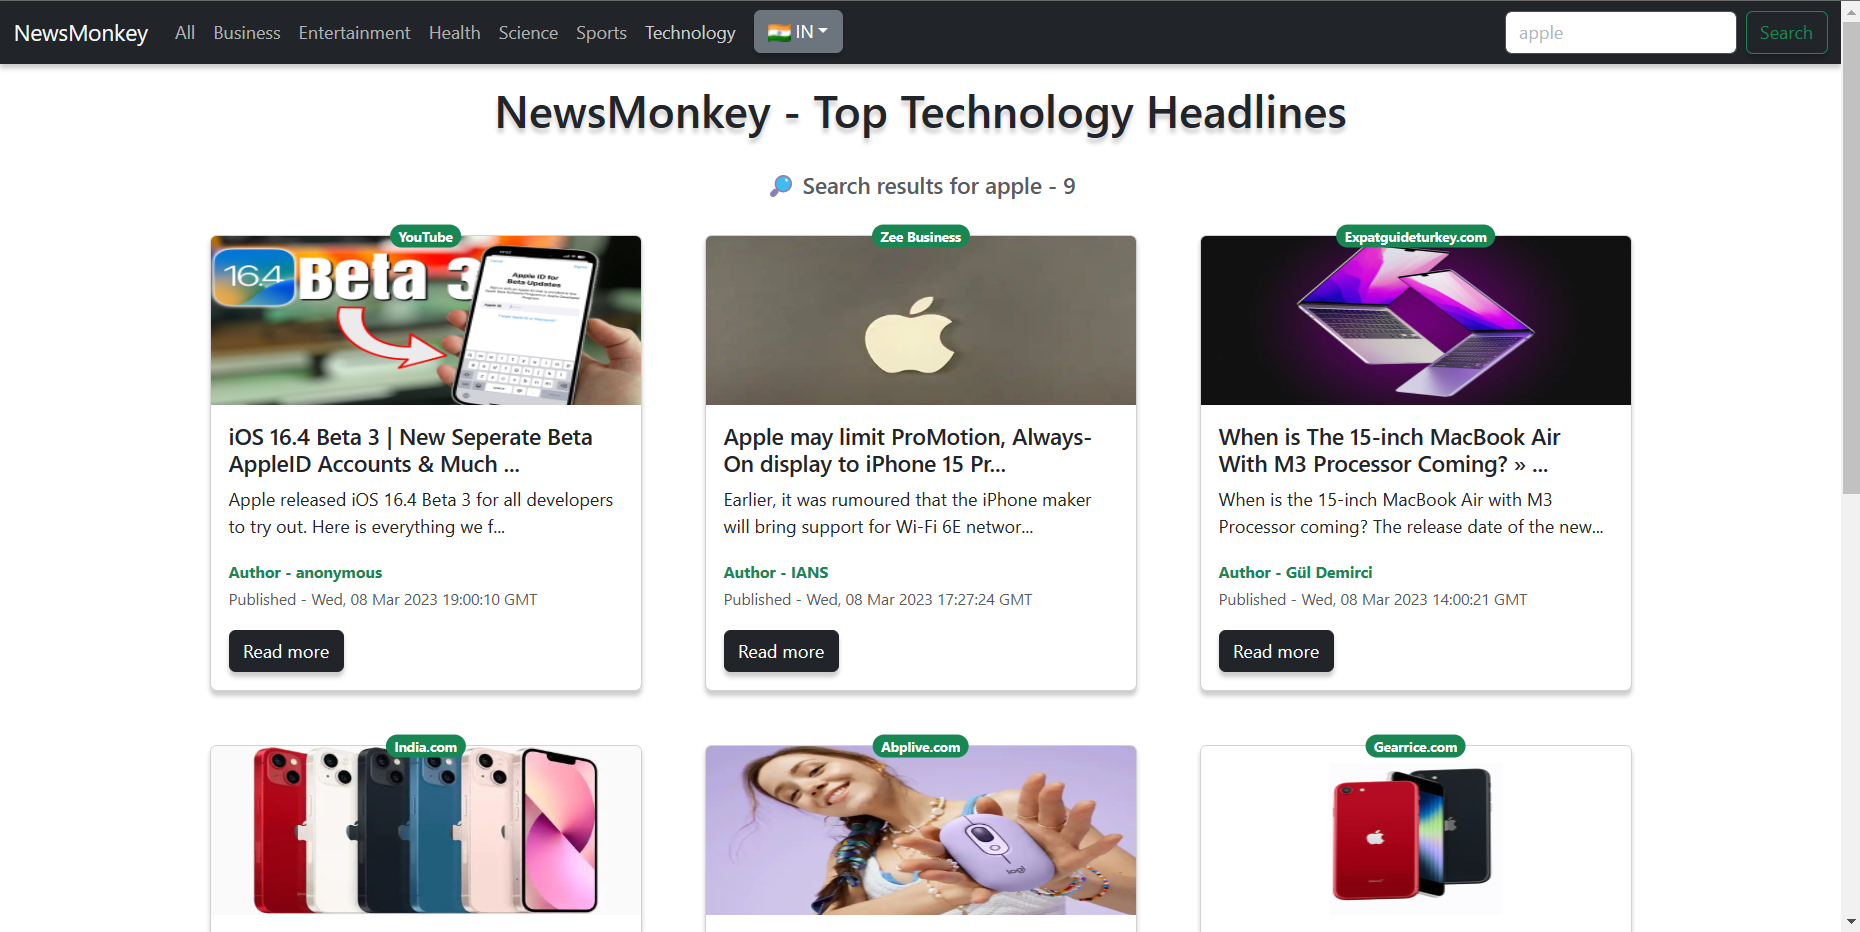 NewsMonkey All Business Entertainment Health Science Sports Technology IN apple Search
NewsMonkey - Top Technology Headlines
Search results for apple - 9
YouTube
16.4 Beta 3
Apple ID for
Beta Updates
Zee Business
Expatguideturkey.com
iOS 16.4 Beta 3 | New Seperate Beta
AppleID Accounts & Much ...
Apple released iOS 16.4 Beta 3 for all developers
to try out. Here is everything we f...
Author - anonymous
Published - Wed, 08 Mar 2023 19:00:10 GMT
Read more
Apple may limit ProMotion, Always-
On display to iPhone 15 Pr...
Earlier, it was rumoured that the iPhone maker
will bring support for Wi-Fi 6E networ...
Author - IANS
Published - Wed, 08 Mar 2023 17:27:24 GMT
Read more
When is The 15-inch MacBook Air
With M3 Processor Coming? » ...
When is the 15-inch MacBook Air with M3
Processor coming? The release date of the new...
Author - Gül Demirci
Published - Wed, 08 Mar 2023 14:00:21 GMT
Read more
India.com
Abplive.com
logi
Gearrice.com